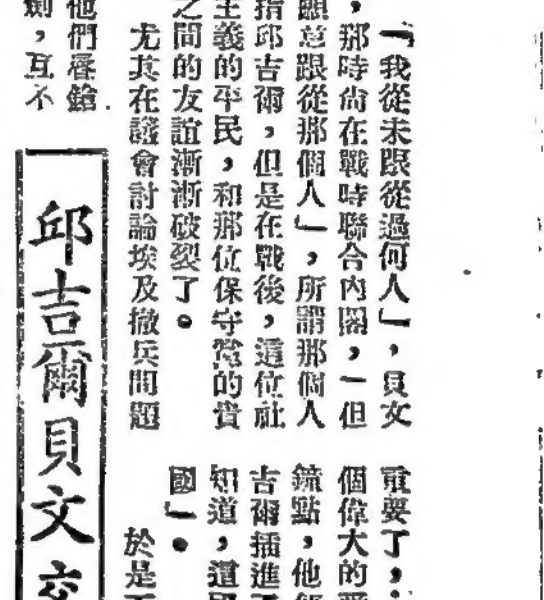 「我從未跟從過何人」,貝文
,那時尚在戰時聯合內閣,一但
願意跟從那個人」,所謂那個人
指邱吉爾,但是在戰後,這位社
主義的平民,和那位保守黨的貴
之間的友誼漸漸破裂了。
尤其在議會討論埃及撤兵問題
他們唇鎗
劍,互不
重要了,
個偉大的
點,他
吉爾插進
知道,這
國」。
於是
邱吉爾貝文